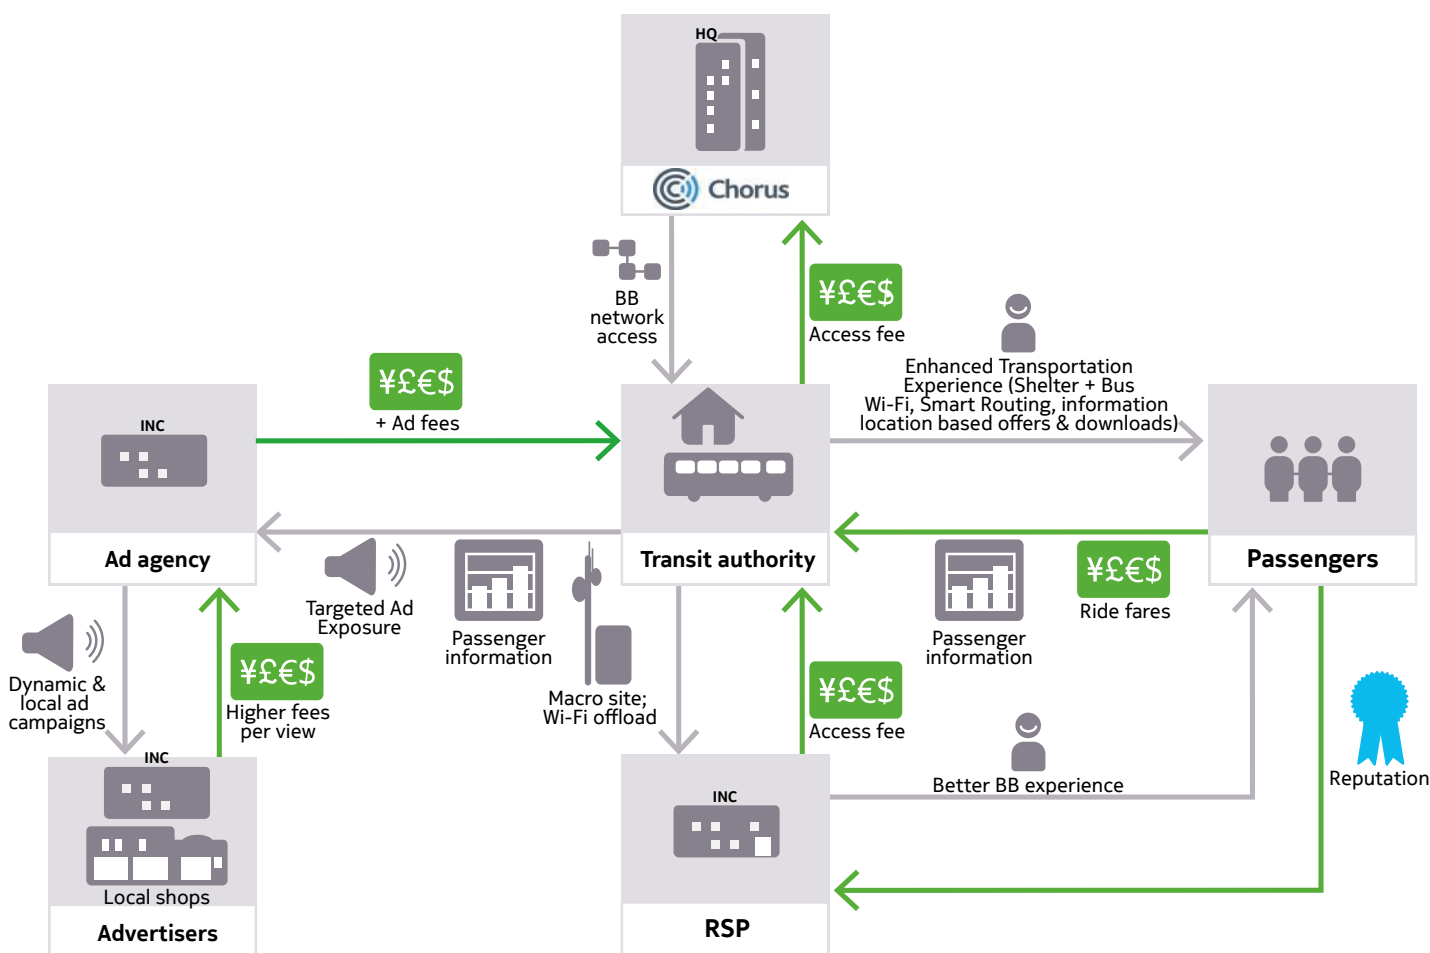 HQ
Chorus
BB
network
access
¥£€$
Access fee
Enhanced Transportation
Experience (Shelter + Bus
Wi-Fi, Smart Routing, information
location based offers & downloads)
¥£€$
+ Ad fees
INC
Ad agency
Transit authority
Passengers
Targeted Ad
Exposure
Passenger
information
Macro site;
Wi-Fi offload
Passenger
information
¥£€$
Ride fares
Dynamic &
local ad
campaigns
¥£€$
Higher fees
per view
¥£€$
Access fee
Better BB experience
Reputation
INC
Local shops
Advertisers
INC
RSP